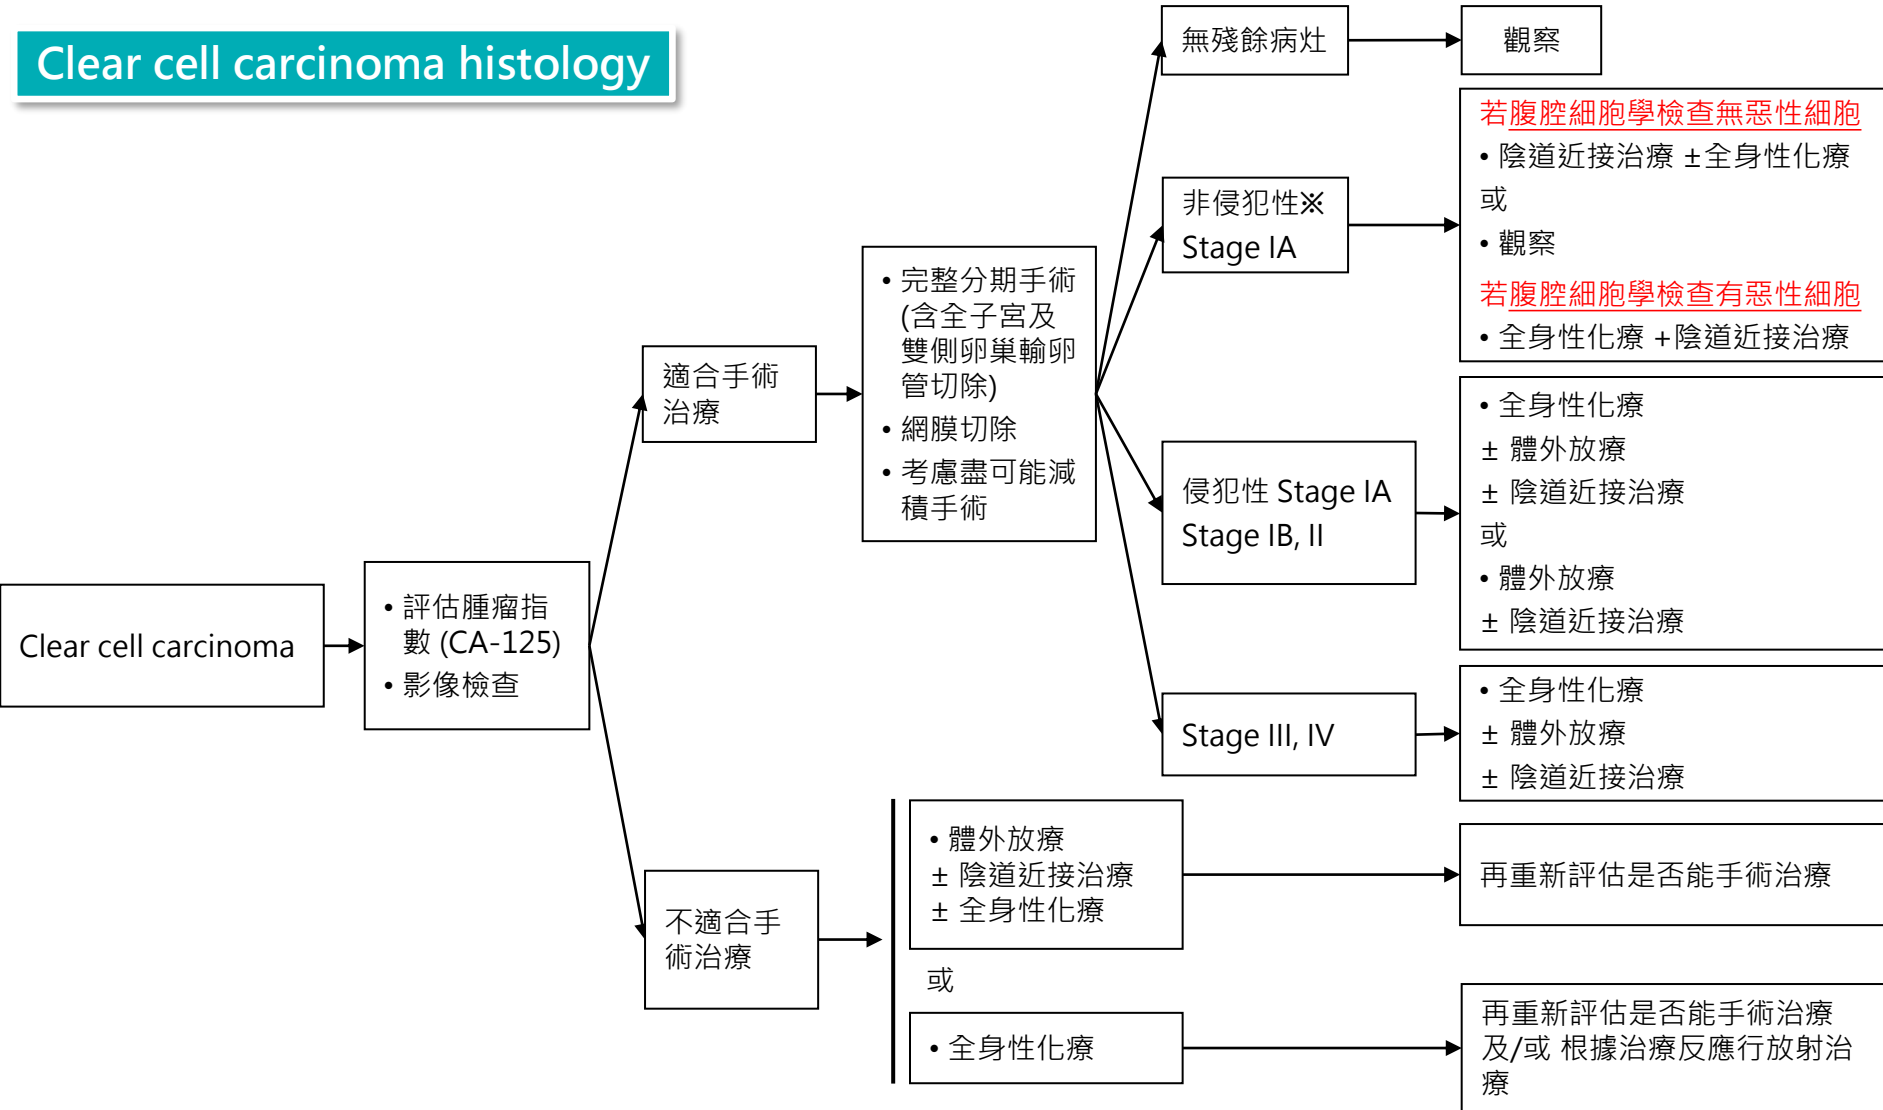 Clear cell carcinoma histology
Clear cell carcinoma
• 評估腫瘤指
數 (CA-125)
• 影像檢查
適合手術
治療
• 完整分期手術
(含全子宮及
雙側卵巢輸卵
管切除)
• 網膜切除
• 考慮盡可能減
積手術
無殘餘病灶
觀察
非侵犯性※
Stage IA
若腹腔細胞學檢查無惡性細胞
• 陰道近接治療 ±全身性化療
或
• 觀察
若腹腔細胞學檢查有惡性細胞
• 全身性化療 +陰道近接治療
侵犯性 Stage IA
Stage IB, II
• 全身性化療
± 體外放療
± 陰道近接治療
或
• 體外放療
± 陰道近接治療
Stage III, IV
• 全身性化療
± 體外放療
± 陰道近接治療
不適合手
術治療
• 體外放療
± 陰道近接治療
± 全身性化療
再重新評估是否能手術治療
或
• 全身性化療
再重新評估是否能手術治療
及/或 根據治療反應行放射治
療